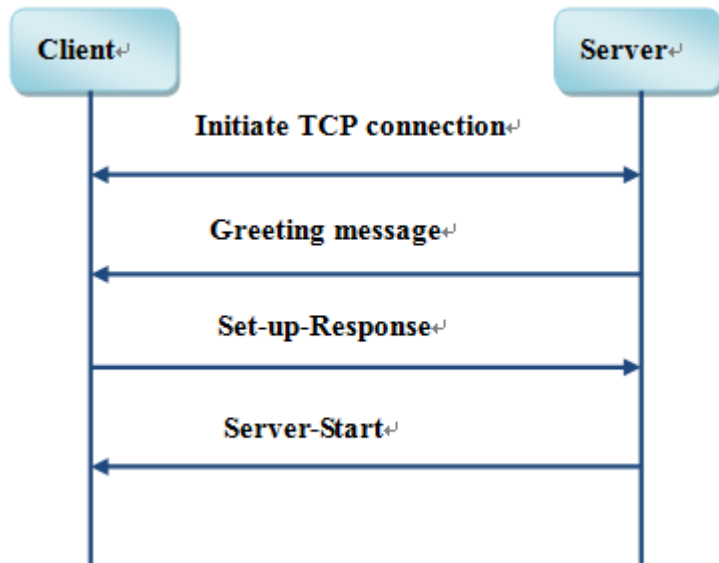 Client↵
Server↵
Initiate TCP connection↵
Greeting message↵
Set-up-Response↵
Server-Start↵